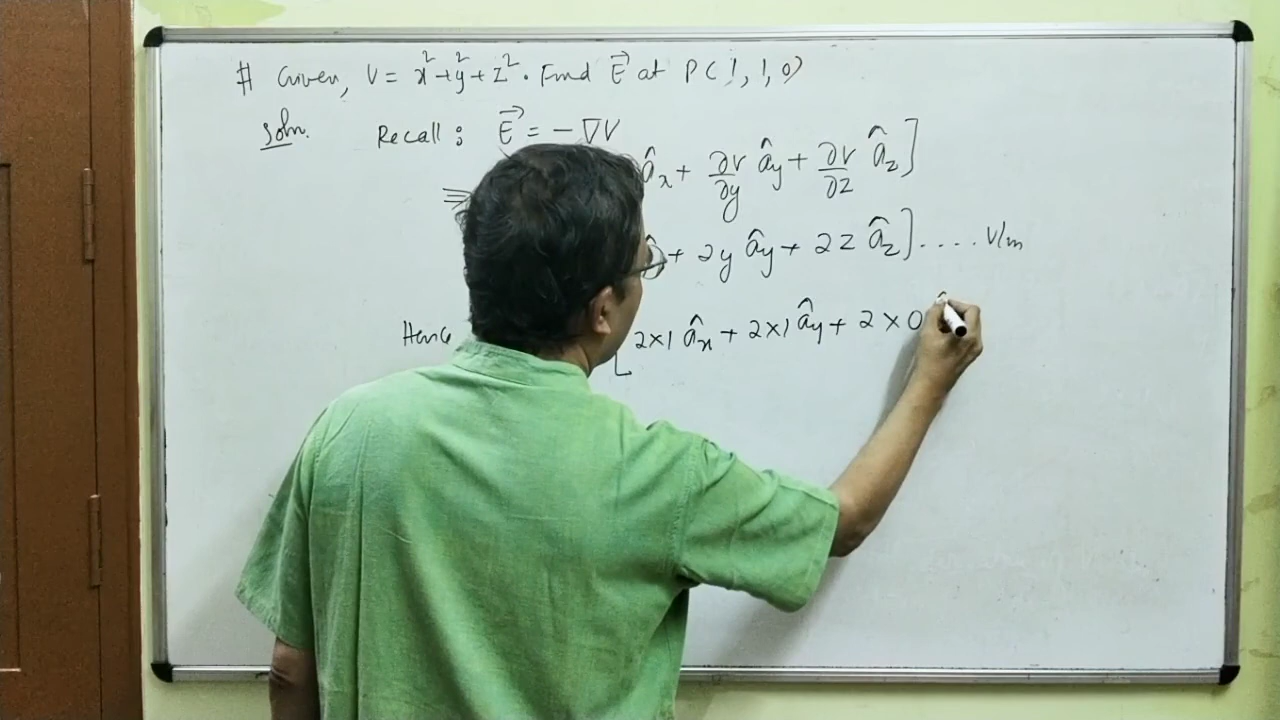 # Given, V = x² + y² + z². Find E⃗ at P(1, 1, 0)
Soln. Recall: E⃗ = − ∇V
⇒ â_x + ∂V/∂y â_y + ∂V/∂z â_z]
+ 2y â_y + 2z â_z] .... V/m
Hence [2×1 â_x + 2×1 â_y + 2×0